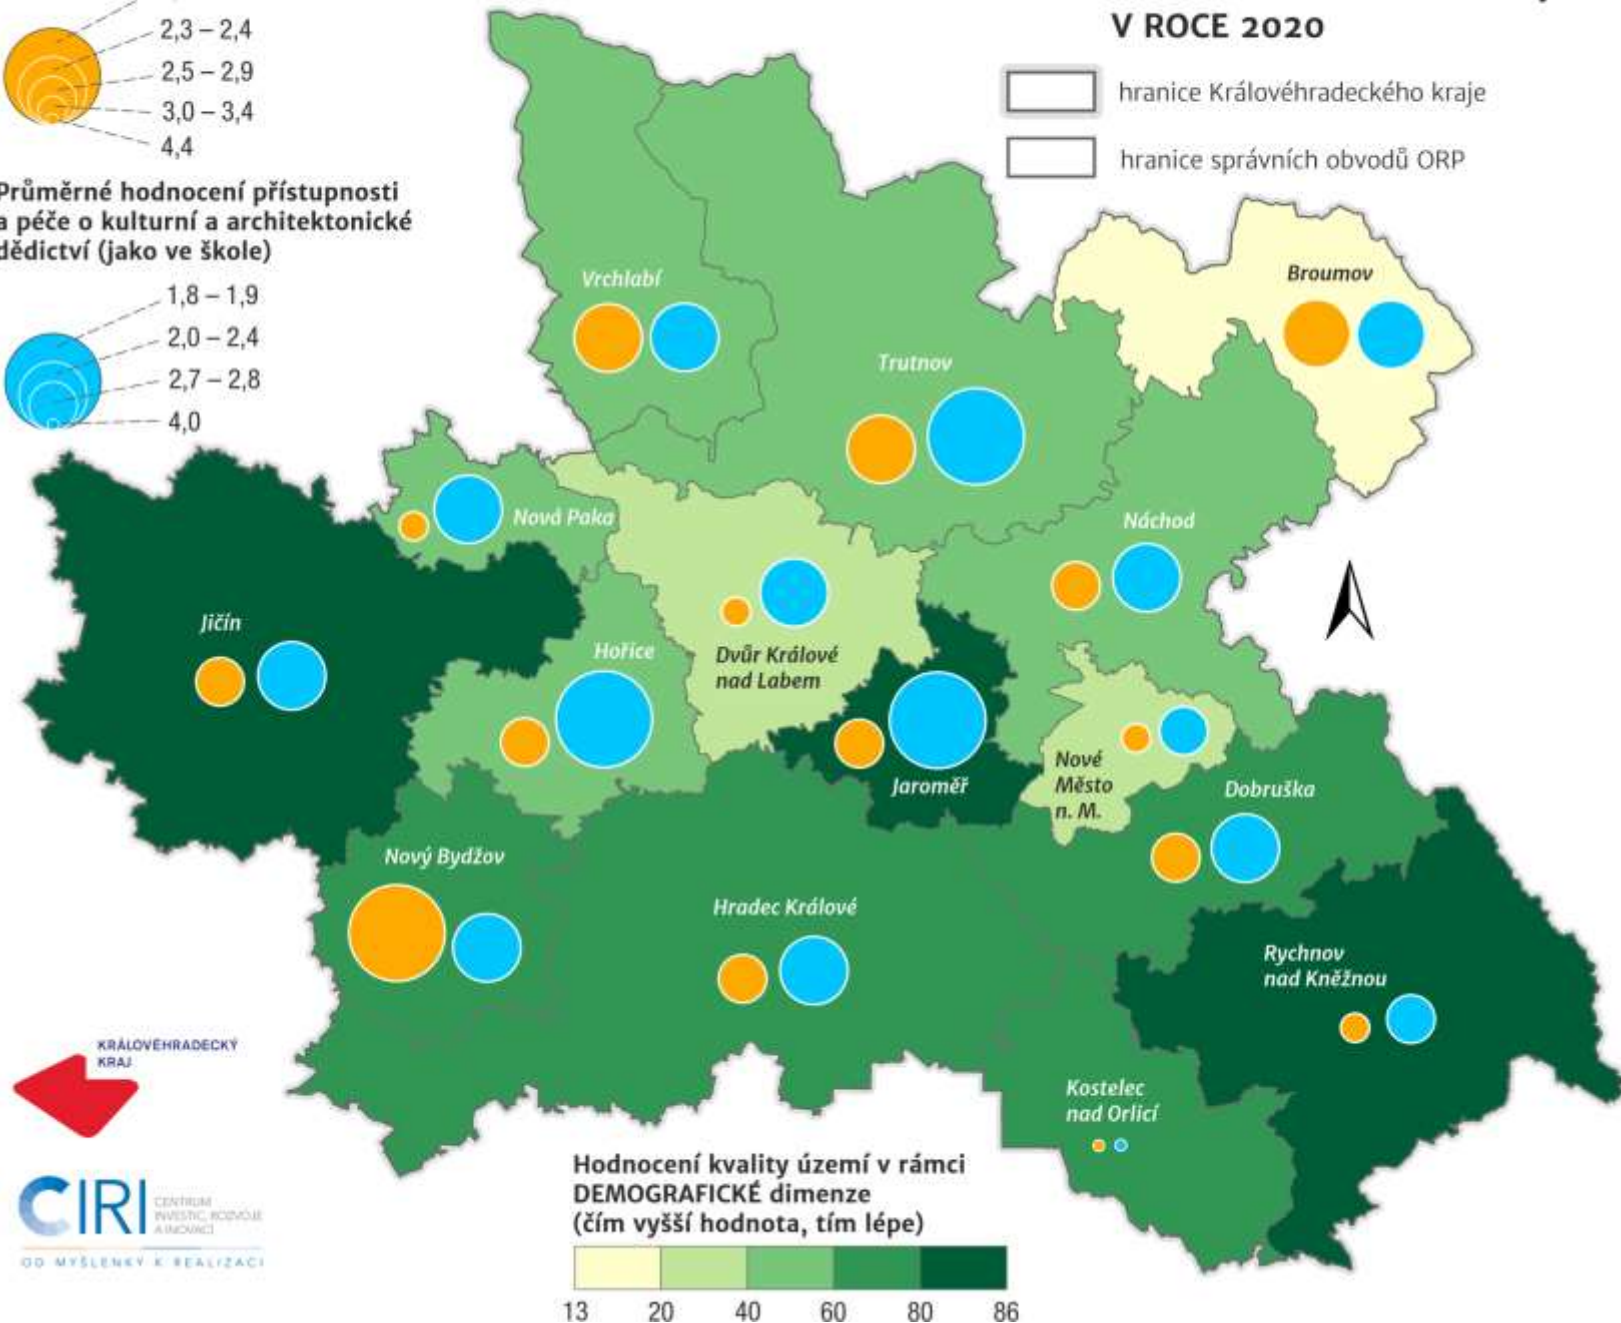 V ROCE 2020
2,3 – 2,4
2,5 – 2,9
3,0 – 3,4
4,4
hranice Královéhradeckého kraje
hranice správních obvodů ORP
Průměrné hodnocení přístupnosti
a péče o kulturní a architektonické
dědictví (jako ve škole)
1,8 – 1,9
2,0 – 2,4
2,7 – 2,8
4,0
Vrchlabí
Broumov
Trutnov
Nová Paka
Náchod
Jičín
Hořice
Dvůr Králové
nad Labem
Jaroměř
Nové
Město
n. M.
Dobruška
Nový Bydžov
Hradec Králové
Rychnov
nad Kněžnou
Kostelec
nad Orlicí
KRÁLOVÉHRADECKÝ
KRAJ
CIRI
CENTRUM
INVESTIC, ROZVOJE
A INOVACÍ
OD MYŠLENKY K REALIZACI
Hodnocení kvality území v rámci
DEMOGRAFICKÉ dimenze
(čím vyšší hodnota, tím lépe)
13 20 40 60 80 86